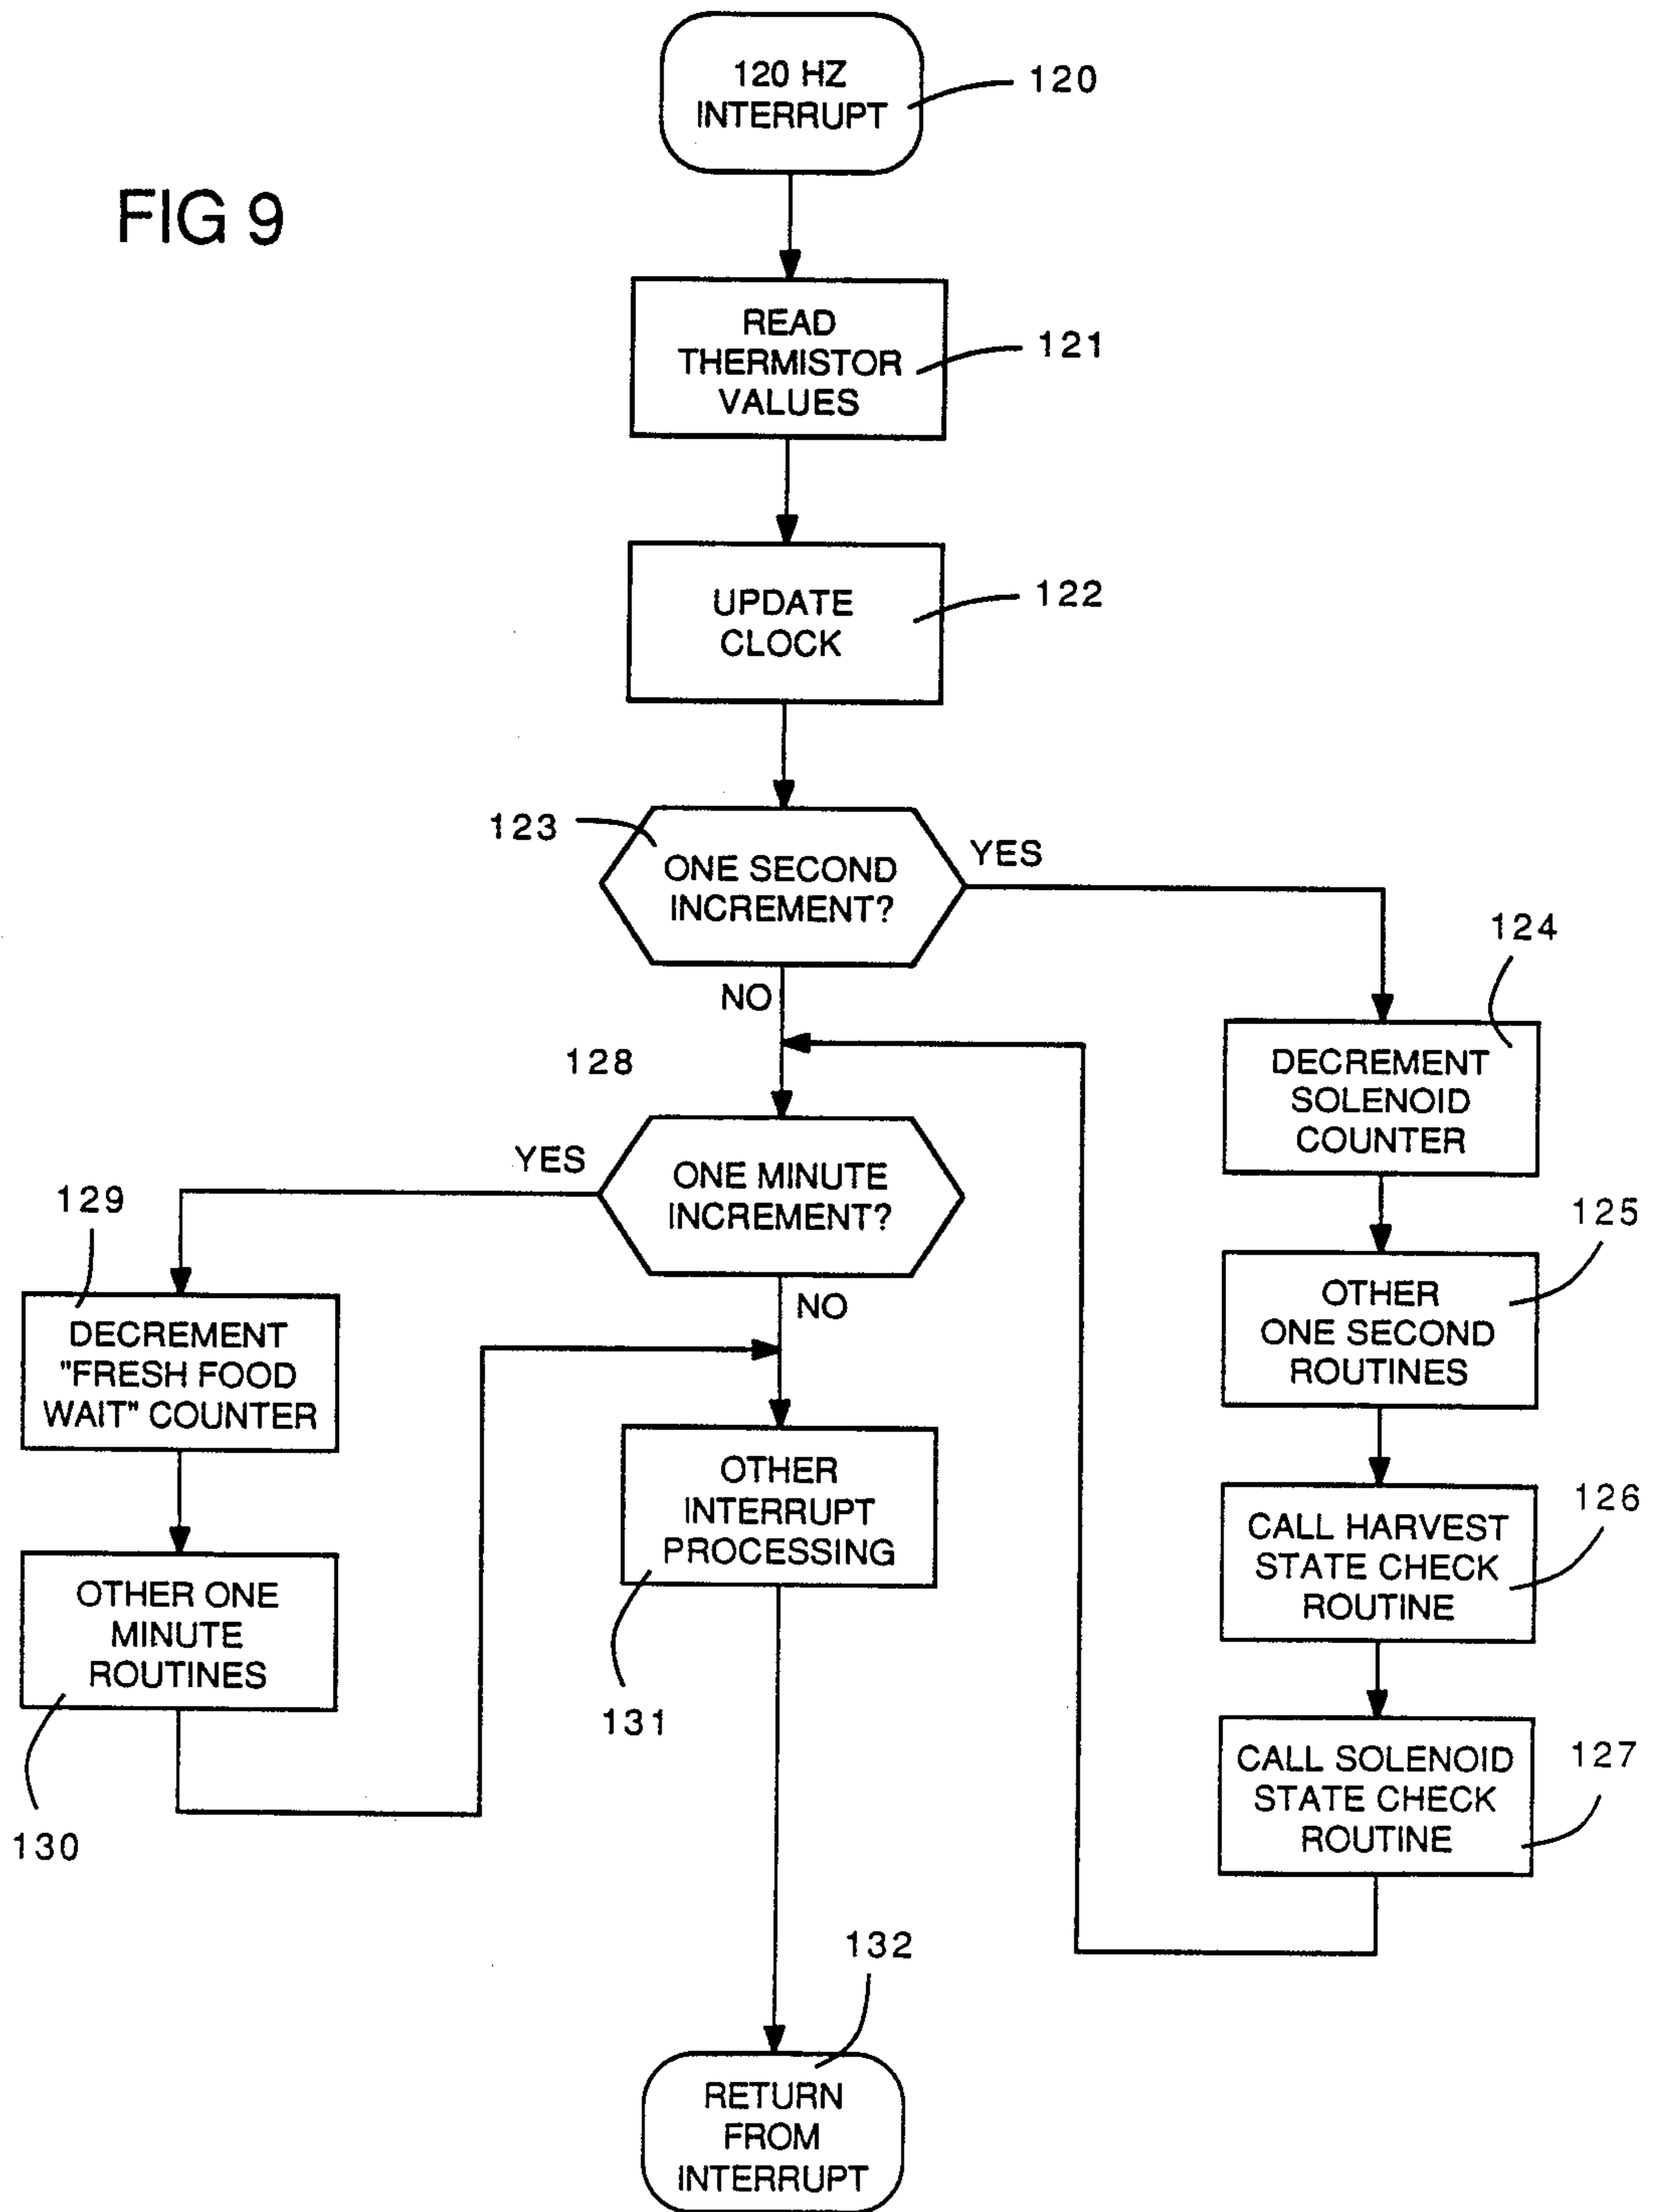 FIG 9
120 HZ
INTERRUPT
120
READ
THERMISTOR
VALUES
121
UPDATE
CLOCK
122
123
ONE SECOND
INCREMENT?
YES
NO
124
DECREMENT
SOLENOID
COUNTER
128
YES
ONE MINUTE
INCREMENT?
NO
125
OTHER
ONE SECOND
ROUTINES
129
DECREMENT
"FRESH FOOD
WAIT" COUNTER
OTHER
INTERRUPT
PROCESSING
131
126
CALL HARVEST
STATE CHECK
ROUTINE
OTHER ONE
MINUTE
ROUTINES
130
127
CALL SOLENOID
STATE CHECK
ROUTINE
132
RETURN
FROM
INTERRUPT